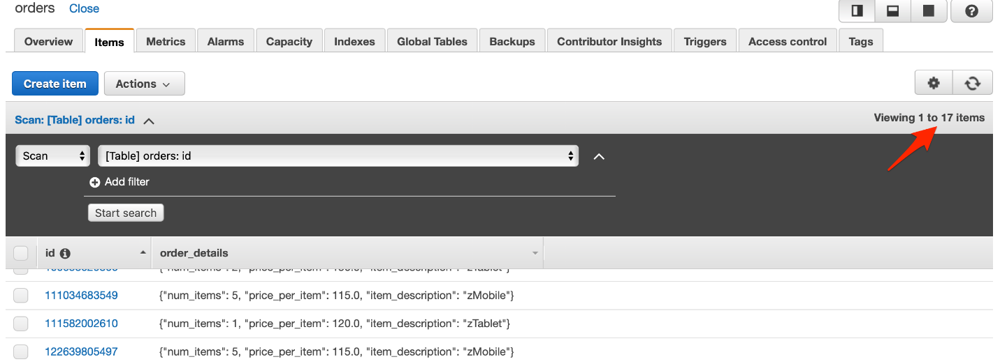 orders Close
Overview Items Metrics Alarms Capacity Indexes Global Tables Backups Contributor Insights Triggers Access control Tags
Create item Actions
Scan: [Table] orders: id Viewing 1 to 17 items
Scan [Table] orders: id
Add filter
Start search
id order_details
111034683549 {"num_items": 5, "price_per_item": 115.0, "item_description": "zMobile"}
111582002610 {"num_items": 1, "price_per_item": 120.0, "item_description": "zTablet"}
122639805497 {"num_items": 5, "price_per_item": 115.0, "item_description": "zMobile"}